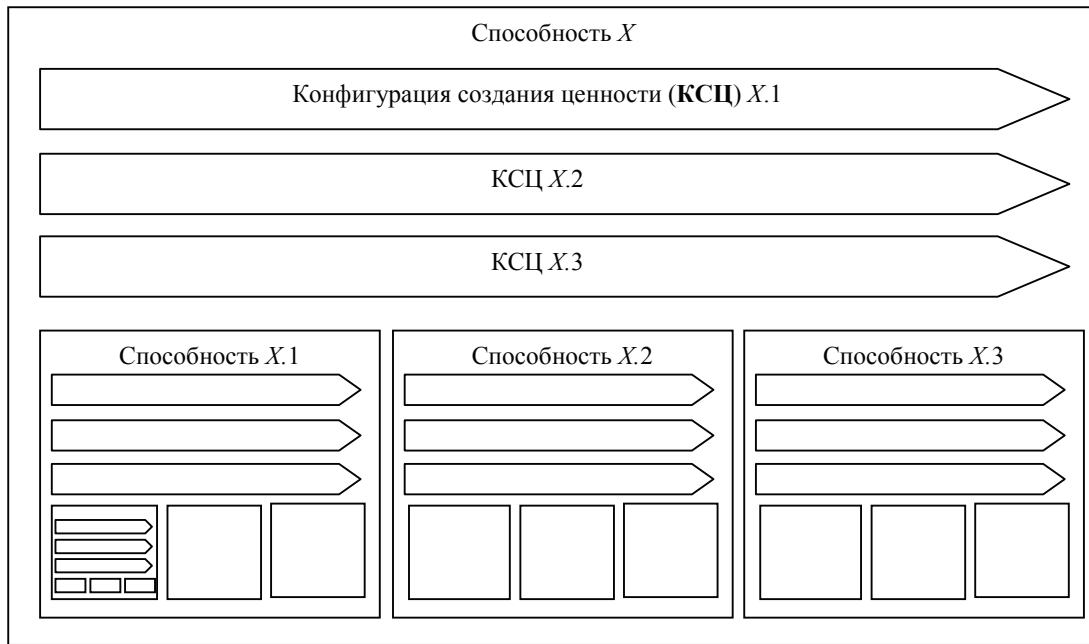 Способность X
Конфигурация создания ценности (КСЦ) X.1
КСЦ X.2
КСЦ X.3
Способность X.1
Способность X.2
Способность X.3